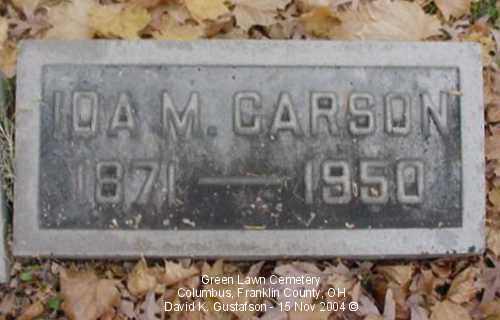 IDA M. CARSON
1871 — 1950
Green Lawn Cemetery
Columbus, Franklin County, OH
David K. Gustafson - 15 Nov 2004 ©